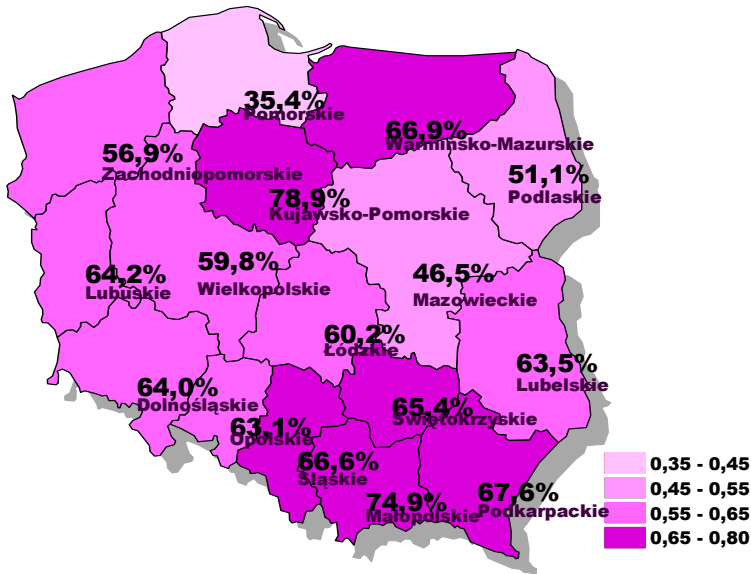 35,4%
Pomorskie
66,9%
Warmińsko-Mazurskie
56,9%
Zachodniopomorskie
51,1%
Podlaskie
78,9%
Kujawsko-Pomorskie
59,8%
Wielkopolskie
64,2%
Lubuskie
46,5%
Mazowieckie
60,2%
Łódzkie
63,5%
Lubelskie
64,0%
Dolnośląskie
65,4%
Świętokrzyskie
63,1%
Opolskie
66,6%
Śląskie
74,9%
Małopolskie
67,6%
Podkarpackie
0,35 - 0,45
0,45 - 0,55
0,55 - 0,65
0,65 - 0,80